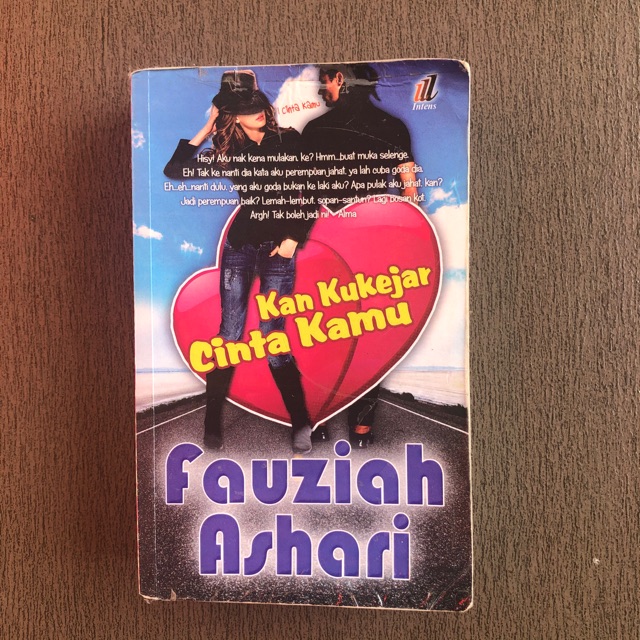 Intens
Cinta Kamu
Hisy! Aku nak kena mulakan, ke? Hmm...buat muka selenge.
Eh! Tak ke nanti dia kata aku perempuan jahat, ya lah cuba goda dia.
Eh...eh...nanti dulu, yang aku goda bukan ke laki aku? Apa pulak aku jahat, kan?
Jadi perempuan baik? Lemah-lembut, sopan-santun? Lagi bosan kot.
Argh! Tak boleh jadi ni! - Alma
Kan Kukejar
Cinta Kamu
Fauziah
Ashari